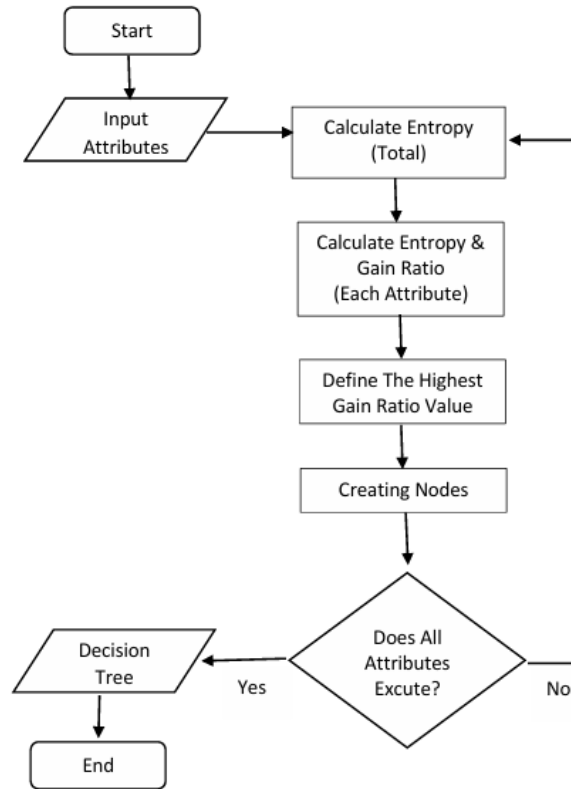 Start
Input
Attributes
Calculate Entropy
(Total)
Calculate Entropy &
Gain Ratio
(Each Attribute)
Define The Highest
Gain Ratio Value
Creating Nodes
Does All
Attributes
Excute?
Yes
No
Decision
Tree
End